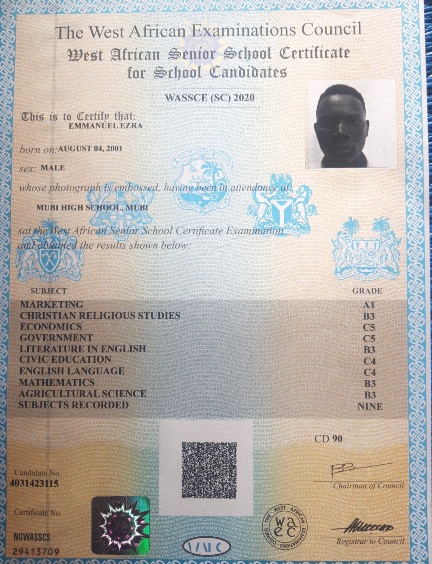 The West African Examinations Council
West African Senior School Certificate
for School Candidates
WASSCE (SC) 2020
This is to Certify that:
EMMANUEL EZRA
born on: AUGUST 04, 2001
sex: MALE
whose photograph is embossed, having been in attendance at:
MUBI HIGH SCHOOL, MUBI
sat the West African Senior School Certificate Examination
and obtained the results shown below:
SUBJECT GRADE
MARKETING A1
CHRISTIAN RELIGIOUS STUDIES B3
ECONOMICS C5
GOVERNMENT C5
LITERATURE IN ENGLISH B3
CIVIC EDUCATION C4
ENGLISH LANGUAGE C4
MATHEMATICS B3
AGRICULTURAL SCIENCE B3
SUBJECTS RECORDED NINE
CD 90
Candidate No.
4031423115
Chairman of Council
Certificate No.
NGWASSCS
29413709
Registrar to Council